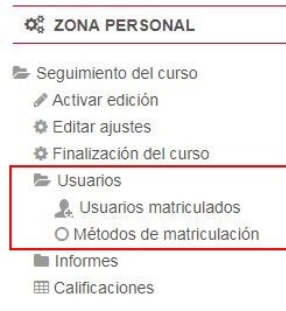 ZONA PERSONAL
Seguimiento del curso
Activar edición
Editar ajustes
Finalización del curso
Usuarios
Usuarios matriculados
Métodos de matriculación
Informes
Calificaciones